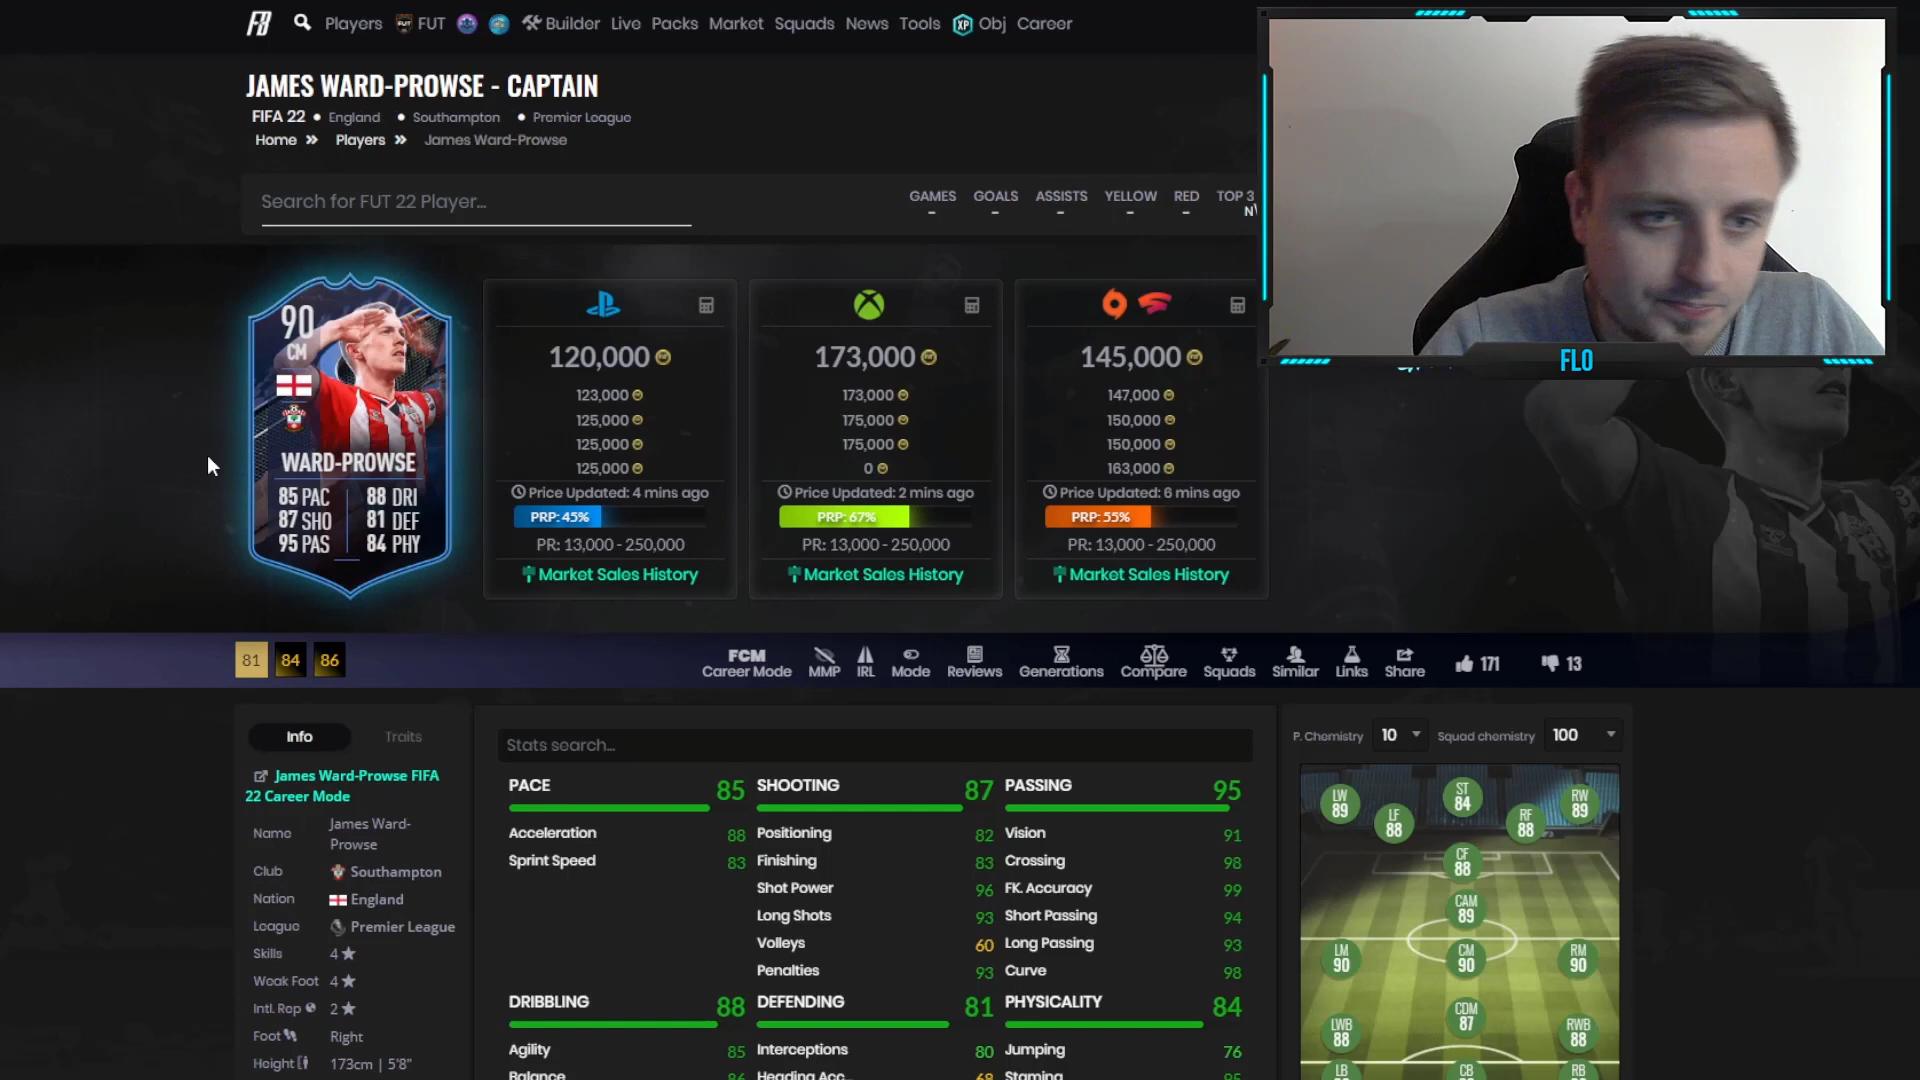 Players FUT Builder Live Packs Market Squads News Tools XP Obj Career
JAMES WARD-PROWSE - CAPTAIN
FIFA 22 • England • Southampton • Premier League
Home » Players » James Ward-Prowse
Search for FUT 22 Player...
GAMES GOALS ASSISTS YELLOW RED TOP 3
- - - - -
90
CM
WARD-PROWSE
85 PAC 88 DRI
87 SHO 81 DEF
95 PAS 84 PHY
120,000
123,000
125,000
125,000
125,000
Price Updated: 4 mins ago
PRP: 45%
PR: 13,000 - 250,000
Market Sales History
173,000
173,000
175,000
175,000
0
Price Updated: 2 mins ago
PRP: 67%
PR: 13,000 - 250,000
Market Sales History
145,000
147,000
150,000
150,000
163,000
Price Updated: 6 mins ago
PRP: 55%
PR: 13,000 - 250,000
Market Sales History
FLO
81 84 86
FCM
Career Mode MMP IRL Mode Reviews Generations Compare Squads Similar Links Share 171 13
Info Traits
James Ward-Prowse FIFA
22 Career Mode
Name James Ward-
Prowse
Club Southampton
Nation England
League Premier League
Skills 4 ★
Weak Foot 4 ★
Intl. Rep 2 ★
Foot Right
Height 173cm | 5'8"
Stats search...
PACE 85
Acceleration 88
Sprint Speed 83
SHOOTING 87
Positioning 82
Finishing 83
Shot Power 96
Long Shots 93
Volleys 60
Penalties 93
PASSING 95
Vision 91
Crossing 98
FK. Accuracy 99
Short Passing 94
Long Passing 93
Curve 98
DRIBBLING 88
Agility 85
Balance 86
DEFENDING 81
Interceptions 80
Heading Acc. 68
PHYSICALITY 84
Jumping 76
Stamina 95
P. Chemistry 10 Squad chemistry 100
LW
89
LF
88
ST
84
RF
88
RW
89
CF
88
CAM
89
LM
90
CM
90
RM
90
LWB
88
CDM
87
RWB
88
LB
CB
RB